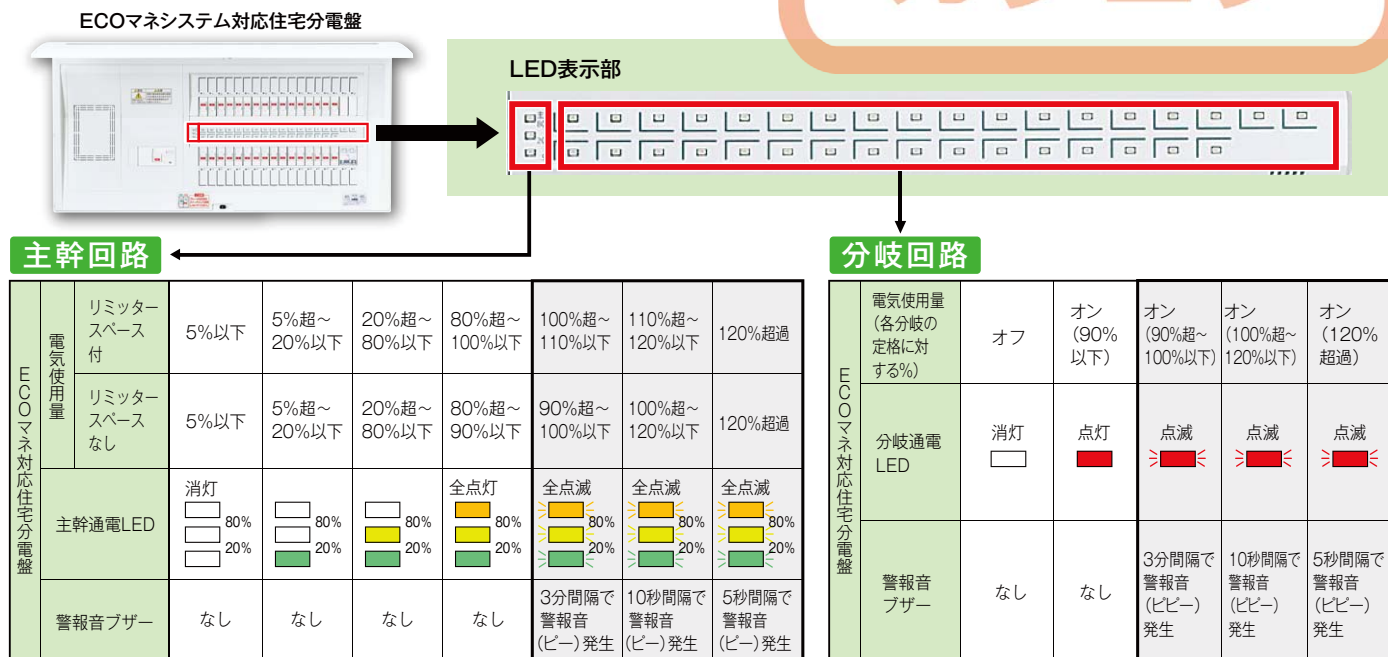 ECOマネシステム対応住宅分電盤
LED表示部
主幹回路
ECOマネ対応住宅分電盤
電気使用量
リミッター
スペース
付
5%以下
5%超～
20%以下
20%超～
80%以下
80%超～
100%以下
100%超～
110%以下
110%超～
120%以下
120%超過
リミッター
スペース
なし
5%以下
5%超～
20%以下
20%超～
80%以下
80%超～
90%以下
90%超～
100%以下
100%超～
120%以下
120%超過
主幹通電LED
消灯
80%
20%
80%
20%
80%
20%
全点灯
80%
20%
全点滅
80%
20%
全点滅
80%
20%
全点滅
80%
20%
警報音ブザー
なし
なし
なし
なし
3分間隔で
警報音
(ピー)発生
10秒間隔で
警報音
(ピー)発生
5秒間隔で
警報音
(ピー)発生
分岐回路
ECOマネ対応住宅分電盤
電気使用量
(各分岐の
定格に対
する%)
オフ
オン
(90%
以下)
オン
(90%超～
100%以下)
オン
(100%超～
120%以下)
オン
(120%
超過)
分岐通電
LED
消灯
点灯
点滅
点滅
点滅
警報音
ブザー
なし
なし
3分間隔で
警報音
(ピピー)
発生
10秒間隔で
警報音
(ピピー)
発生
5秒間隔で
警報音
(ピピー)
発生